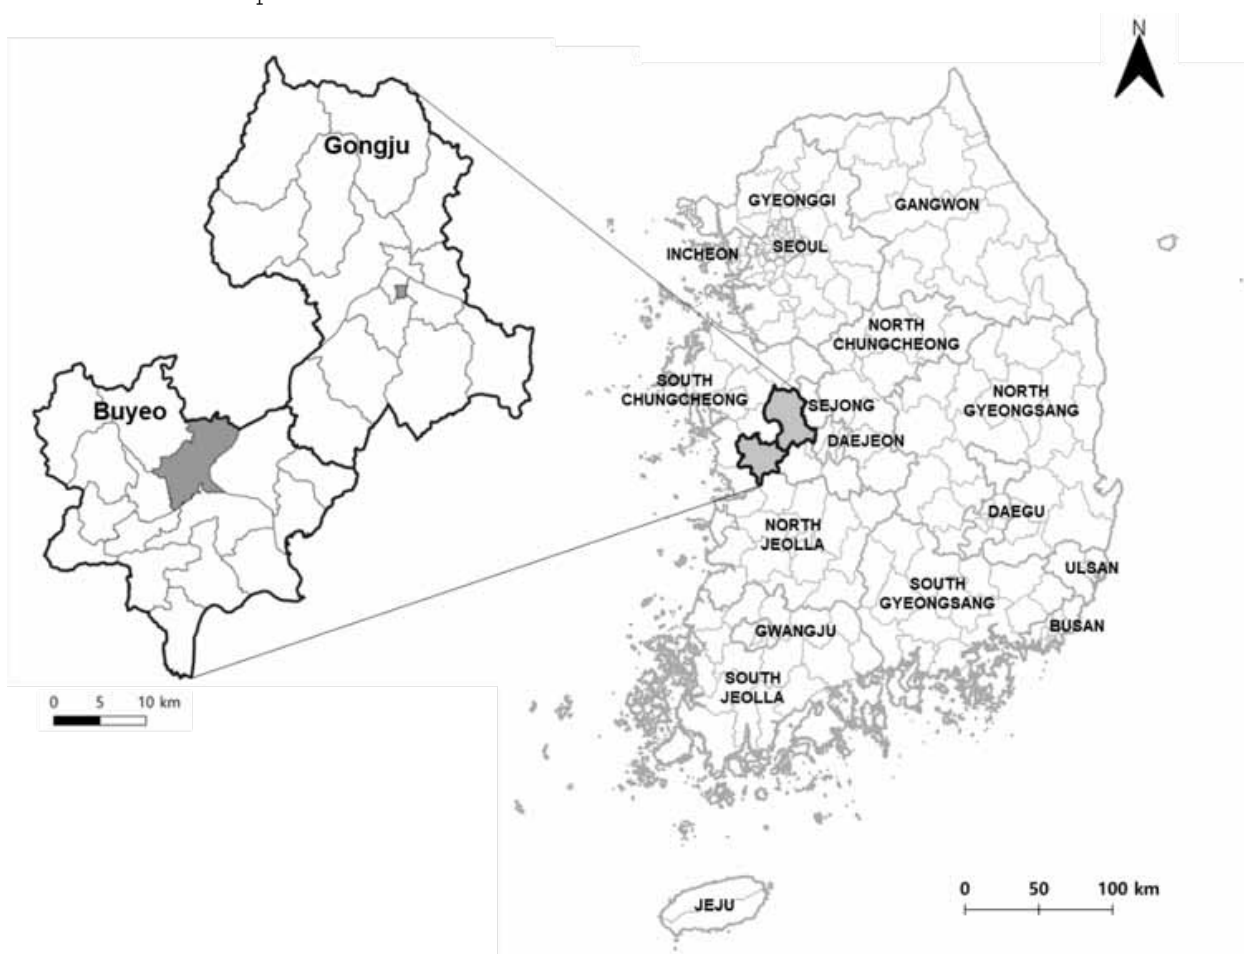 N
Gongju
Buyeo
0 5 10 km
GYEONGGI
GANGWON
INCHEON
SEOUL
NORTH
CHUNGCHEONG
SOUTH
CHUNGCHEONG
SEJONG
NORTH
GYEONGSANG
DAEJEON
NORTH
JEOLLA
DAEGU
ULSAN
SOUTH
GYEONGSANG
BUSAN
GWANGJU
SOUTH
JEOLLA
JEJU
0 50 100 km